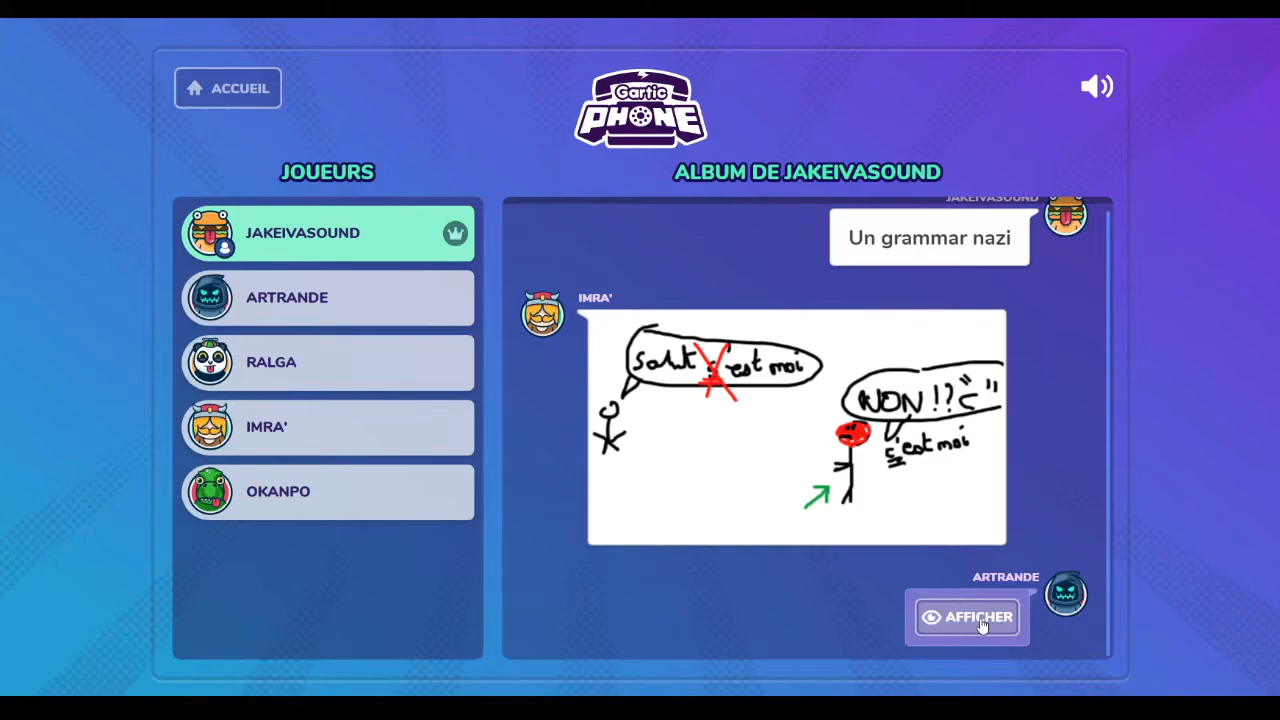 ACCUEIL
Gartic
PHONE
JOUEURS
JAKEIVASOUND
ARTRANDE
RALGA
IMRA'
OKANPO
ALBUM DE JAKEIVASOUND
JAKEIVASOUND
Un grammar nazi
IMRA'
Salut ç'est moi
NON !? "C"
c'est moi
ARTRANDE
AFFICHER